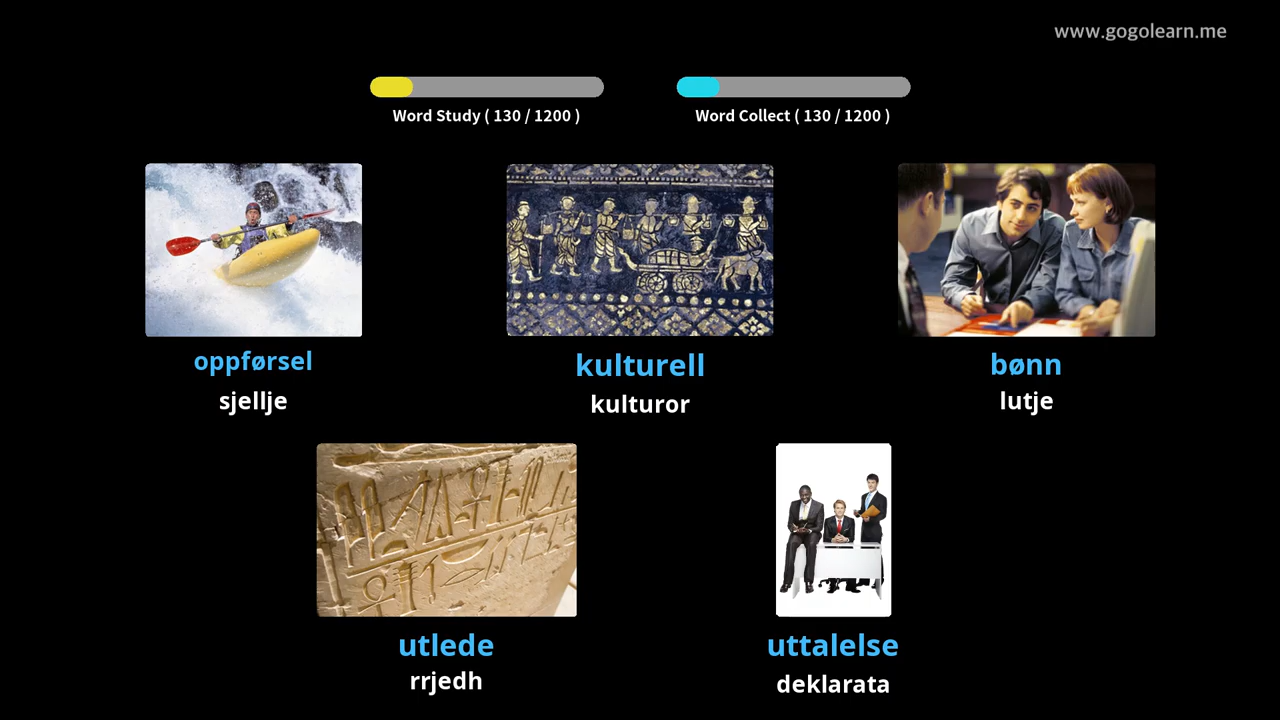 www.gogolearn.me
Word Study ( 130 / 1200 )
Word Collect ( 130 / 1200 )
oppførsel
sjellje
kulturell
kulturor
bønn
lutje
utlede
rrjedh
uttalelse
deklarata